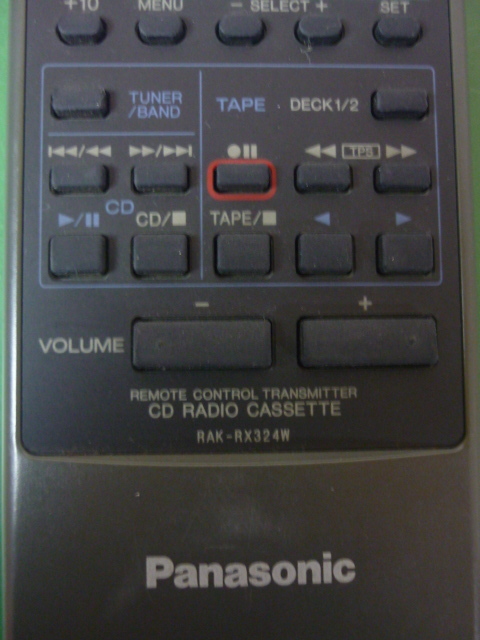 +10 MENU − SELECT + SET
TUNER
/BAND
TAPE DECK1/2
TPS
CD
CD/■ TAPE/■
− +
VOLUME
REMOTE CONTROL TRANSMITTER
CD RADIO CASSETTE
RAK-RX324W
Panasonic